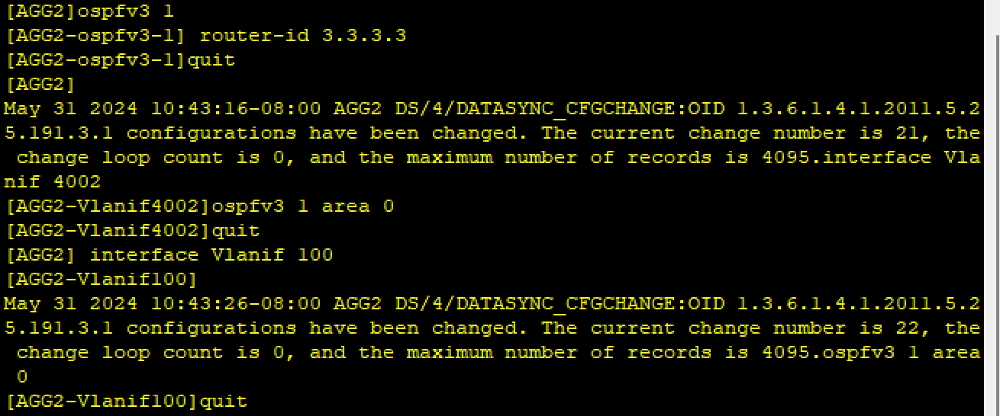 [AGG2]ospfv3 1
[AGG2-ospfv3-1] router-id 3.3.3.3
[AGG2-ospfv3-1]quit
[AGG2]
May 31 2024 10:43:16-08:00 AGG2 DS/4/DATASYNC_CFGCHANGE:OID 1.3.6.1.4.1.2011.5.2
5.191.3.1 configurations have been changed. The current change number is 21, the
 change loop count is 0, and the maximum number of records is 4095.interface Vla
nif 4002
[AGG2-Vlanif4002]ospfv3 1 area 0
[AGG2-Vlanif4002]quit
[AGG2] interface Vlanif 100
[AGG2-Vlanif100]
May 31 2024 10:43:26-08:00 AGG2 DS/4/DATASYNC_CFGCHANGE:OID 1.3.6.1.4.1.2011.5.2
5.191.3.1 configurations have been changed. The current change number is 22, the
 change loop count is 0, and the maximum number of records is 4095.ospfv3 1 area
 0
[AGG2-Vlanif100]quit